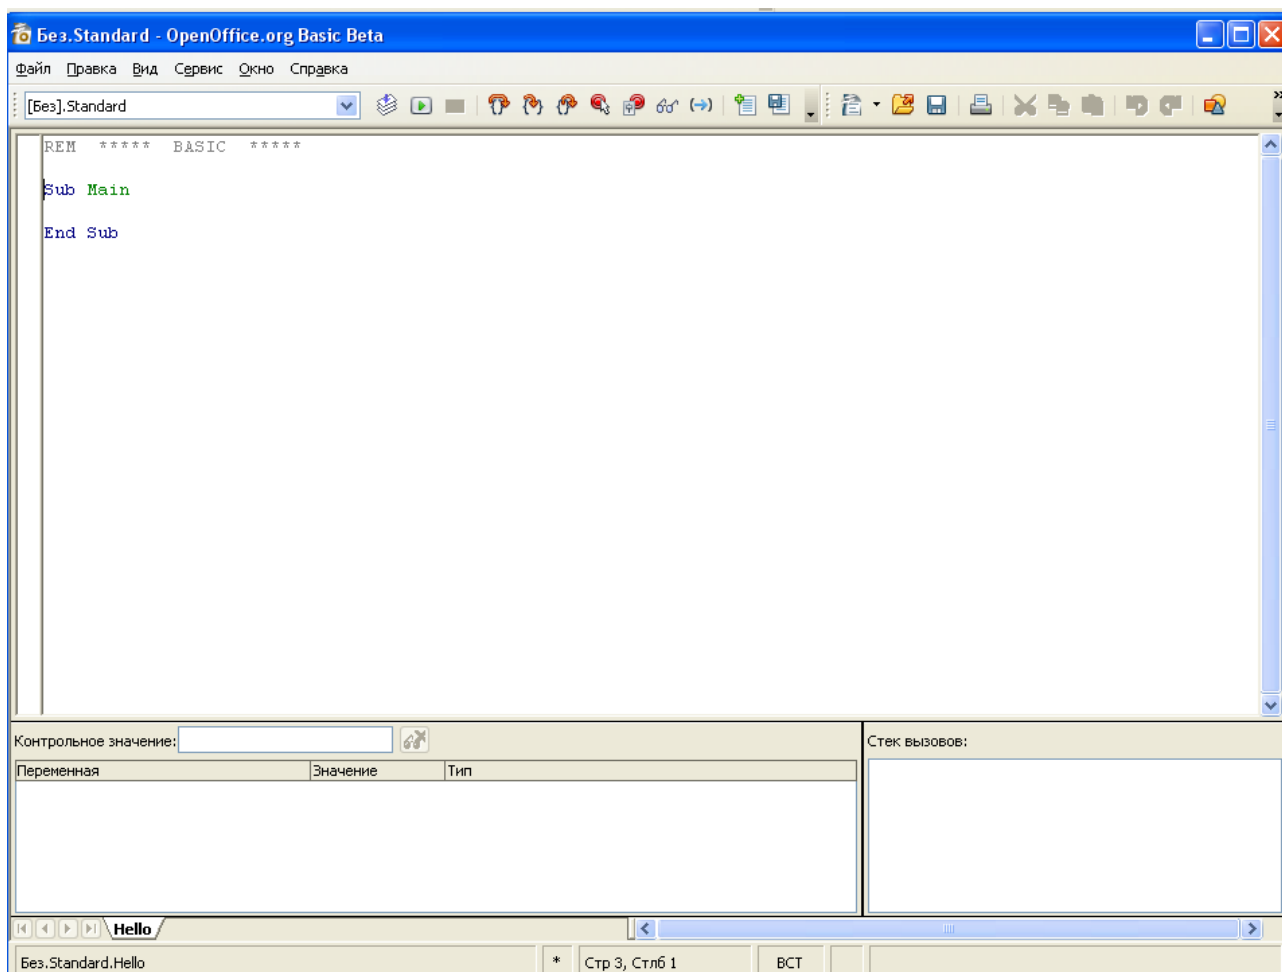 Без.Standard - OpenOffice.org Basic Beta
Файл Правка Вид Сервис Окно Справка
[Без].Standard
REM ***** BASIC *****
Sub Main
End Sub
Контрольное значение:
Стек вызовов:
Переменная Значение Тип
Hello
Без.Standard.Hello * Стр 3, Стлб 1 ВСТ